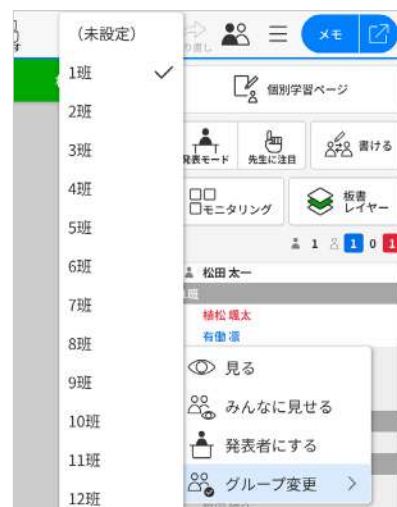 (未設定)
1班
2班
3班
4班
5班
6班
7班
8班
9班
10班
11班
12班
メモ
個別学習ページ
発表モード
先生に注目
書ける
モニタリング
板書
レイヤー
1 1 0 1
松田 太一
植松 颯太
有働 凛
見る
みんなに見せる
発表者にする
グループ変更